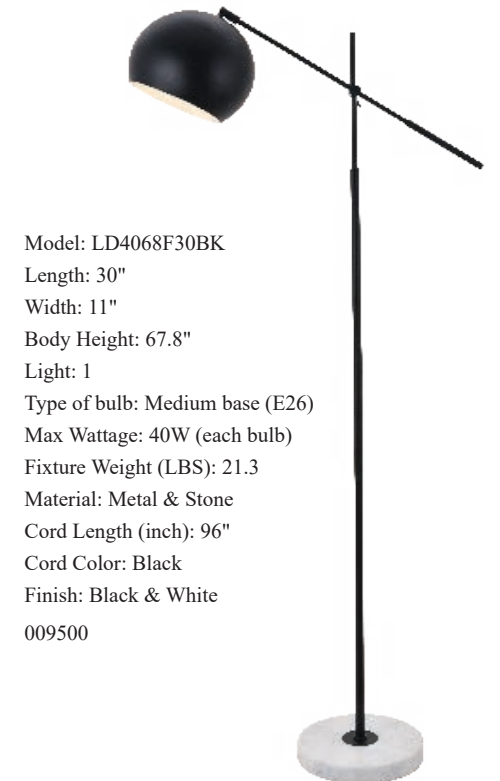 Model: LD4068F30BK
Length: 30"
Width: 11"
Body Height: 67.8"
Light: 1
Type of bulb: Medium base (E26)
Max Wattage: 40W (each bulb)
Fixture Weight (LBS): 21.3
Material: Metal & Stone
Cord Length (inch): 96"
Cord Color: Black
Finish: Black & White
009500